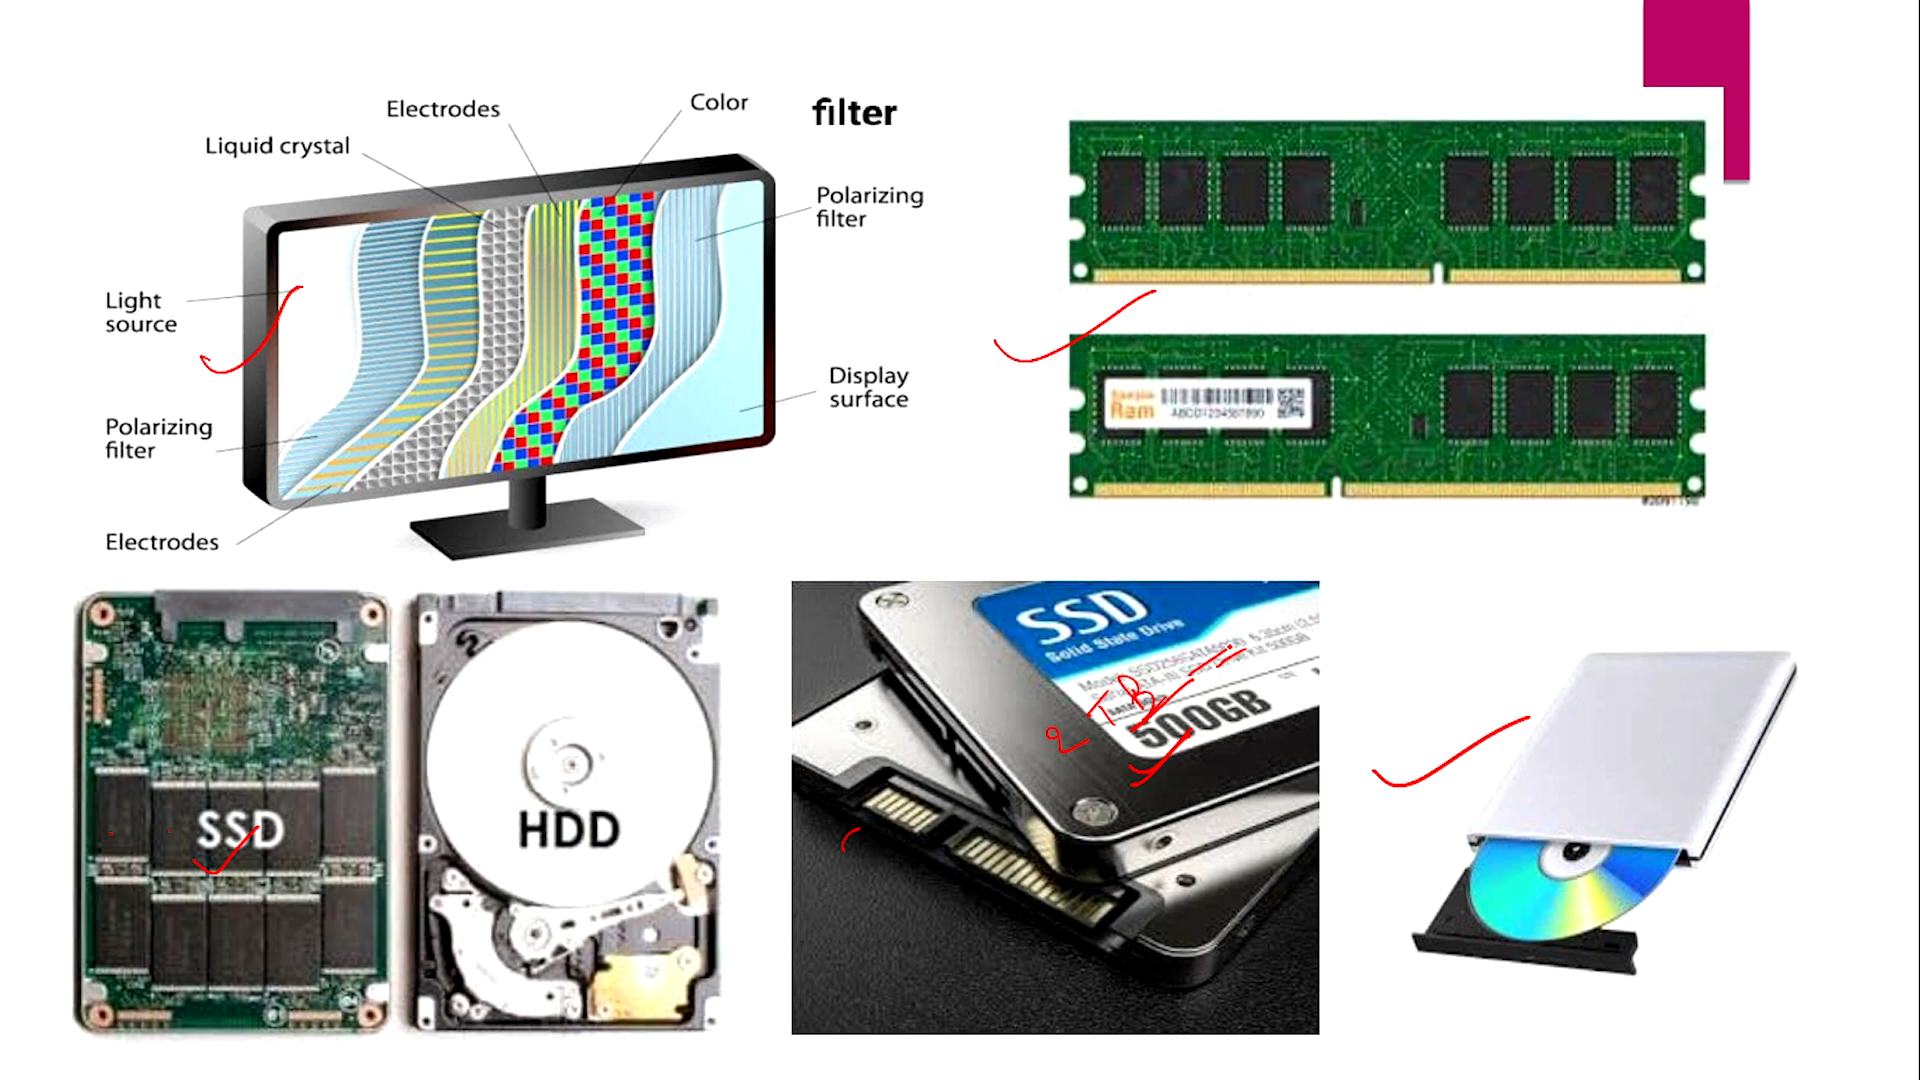 Electrodes
Color
filter
Liquid crystal
Polarizing
filter
Light
source
Display
surface
Polarizing
filter
Electrodes
Ram
SSD
HDD
2
SSD
Solid State Drive
2 TB
500GB